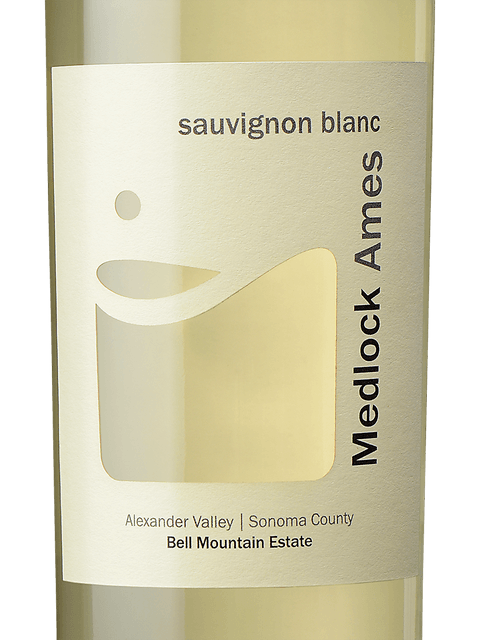 sauvignon blanc
Medlock Ames
Alexander Valley | Sonoma County
Bell Mountain Estate